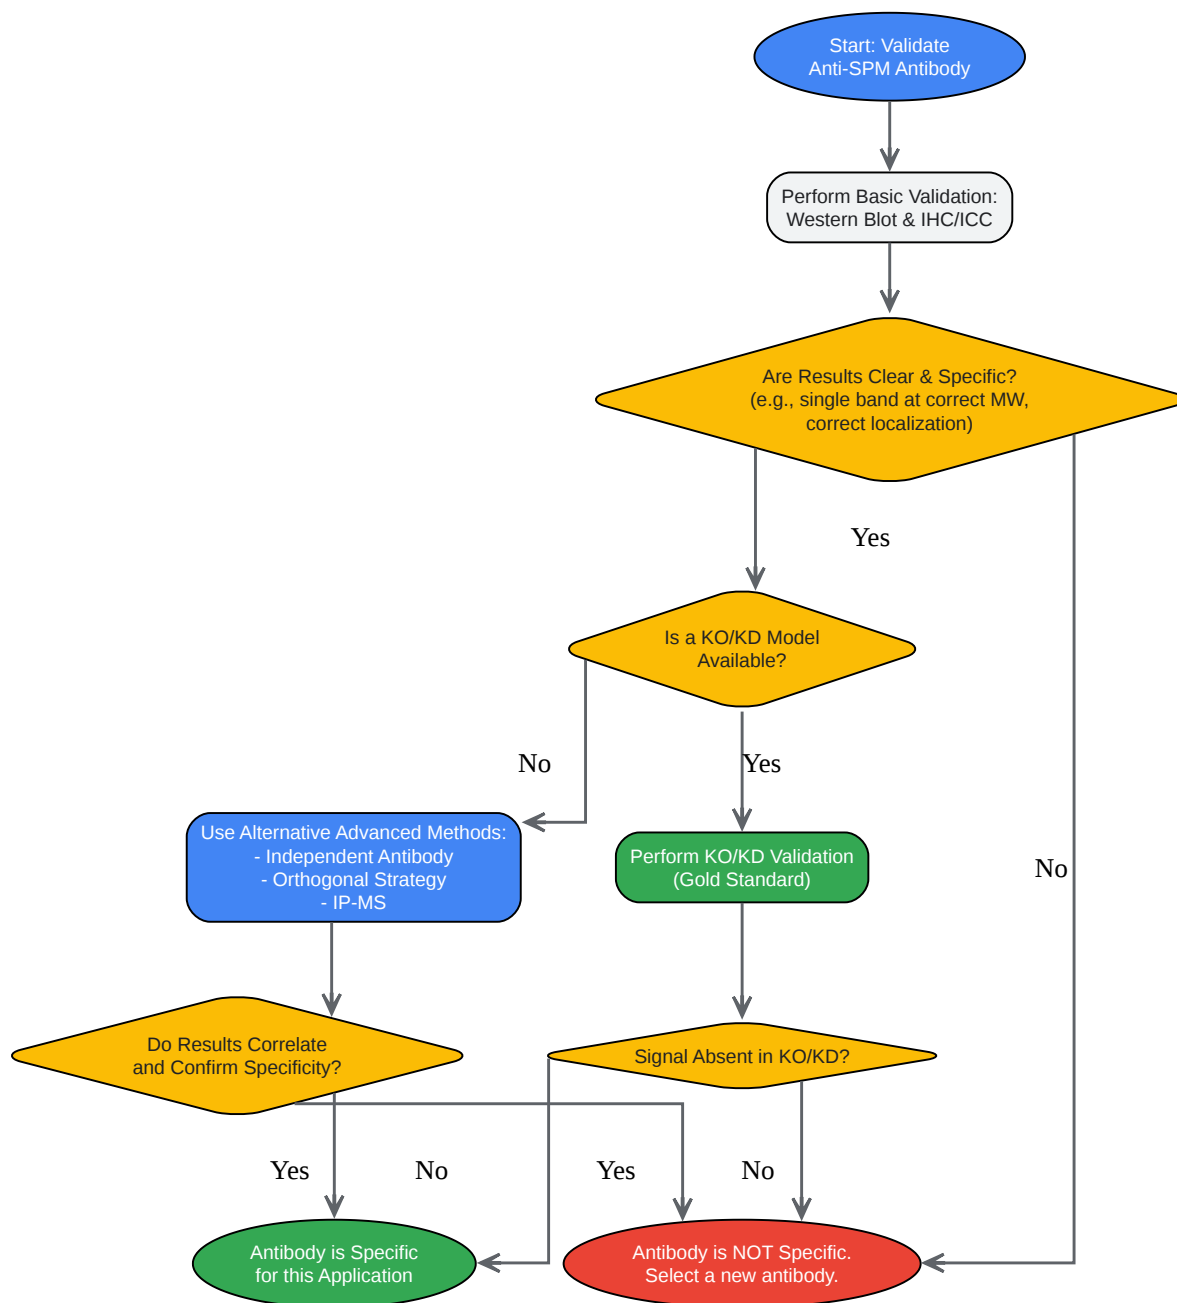 Start: Validate
Anti-SPM Antibody
Perform Basic Validation:
Western Blot & IHC/ICC
Are Results Clear & Specific?
(e.g., single band at correct MW,
correct localization)
Yes
Is a KO/KD Model
Available?
No
Yes
Use Alternative Advanced Methods:
- Independent Antibody
- Orthogonal Strategy
- IP-MS
Perform KO/KD Validation
(Gold Standard)
No
Do Results Correlate
and Confirm Specificity?
Signal Absent in KO/KD?
Yes
No
Yes
No
Antibody is Specific
for this Application
Antibody is NOT Specific.
Select a new antibody.